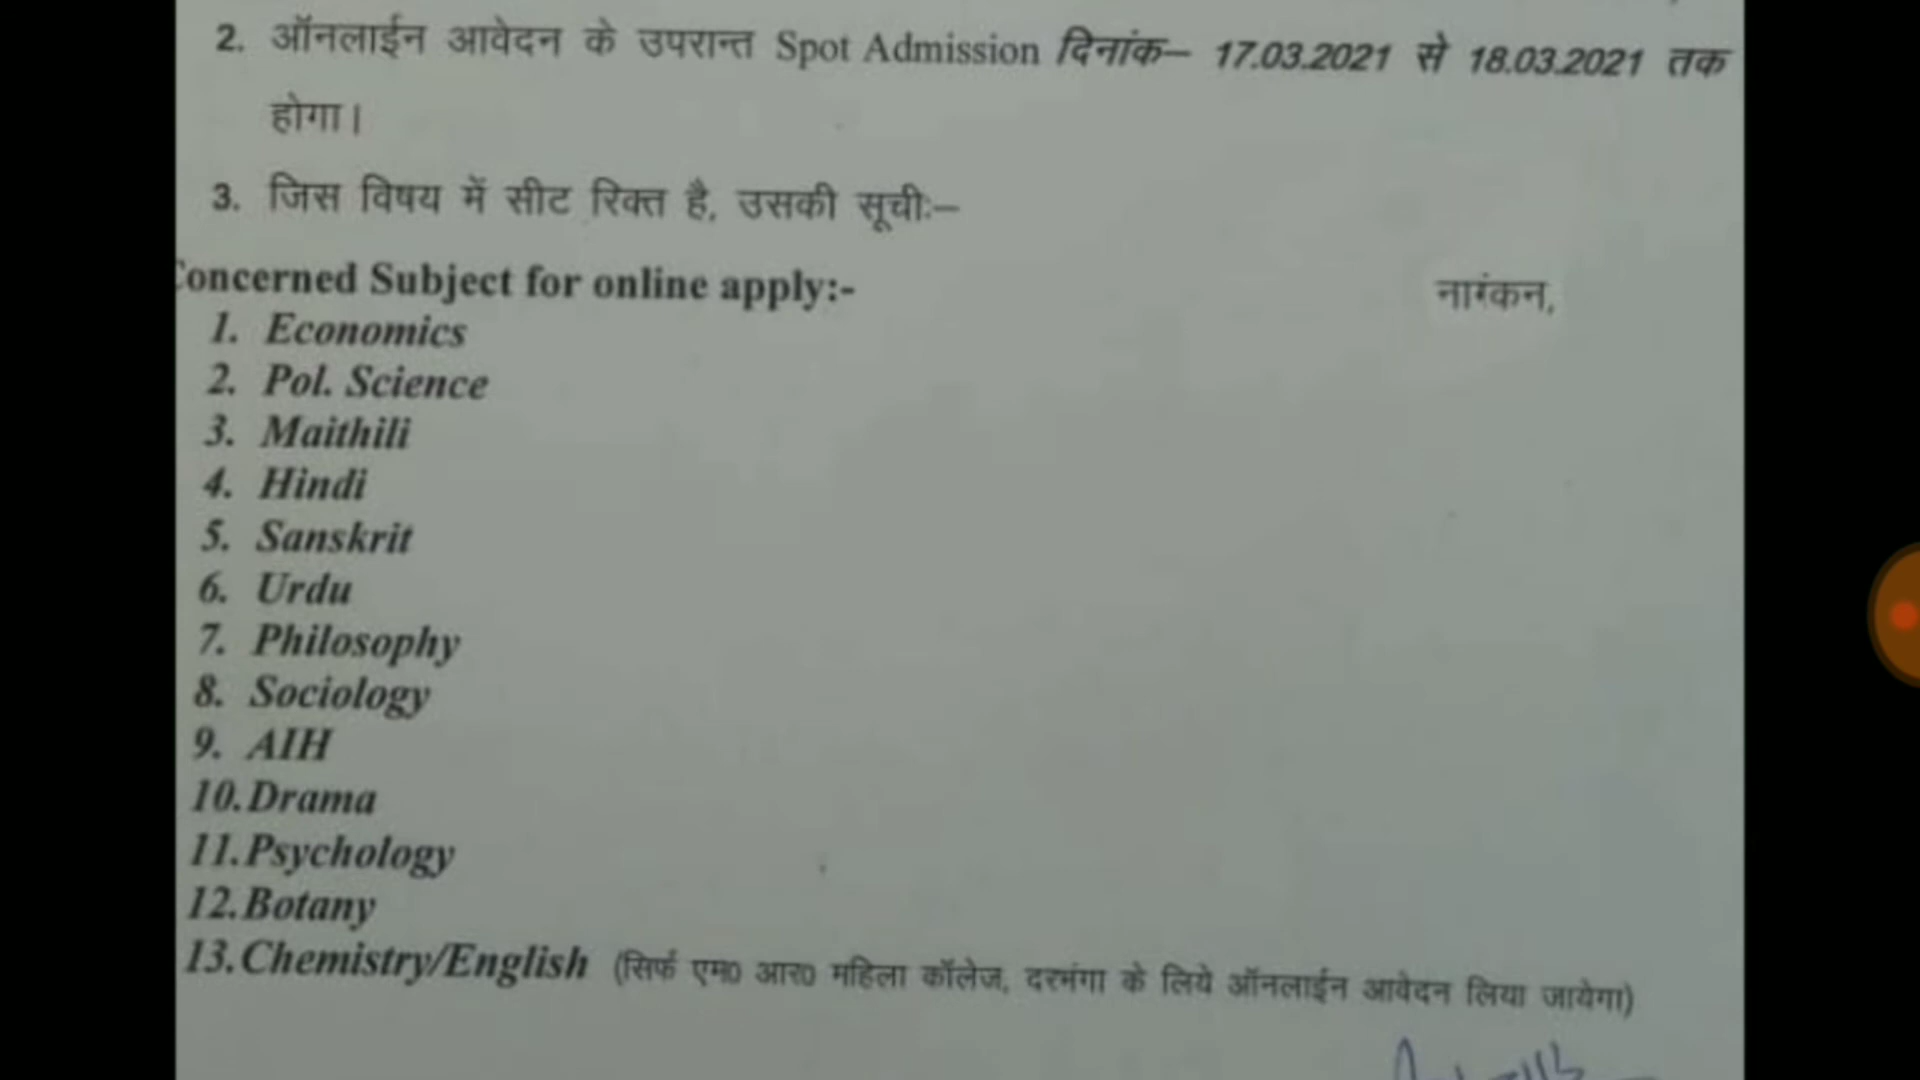 2. ऑनलाईन आवेदन के उपरान्त Spot Admission दिनांक– 17.03.2021 से 18.03.2021 तक
होगा।
3. जिस विषय में सीट रिक्त है, उसकी सूचीः–
Concerned Subject for online apply:-
नारंकन,
1. Economics
2. Pol. Science
3. Maithili
4. Hindi
5. Sanskrit
6. Urdu
7. Philosophy
8. Sociology
9. AIH
10. Drama
11. Psychology
12. Botany
13. Chemistry/English (सिर्फ एम0 आर0 महिला कॉलेज, दरभंगा के लिये ऑनलाईन आवेदन लिया जायेगा)